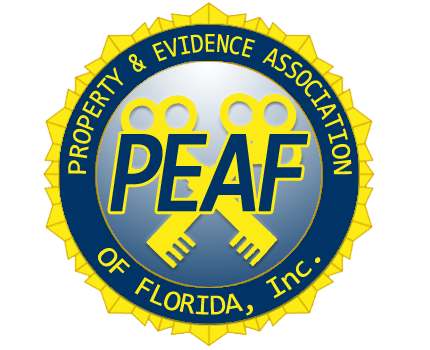 PROPERTY & EVIDENCE ASSOCIATION
PEAF
OF FLORIDA, Inc.